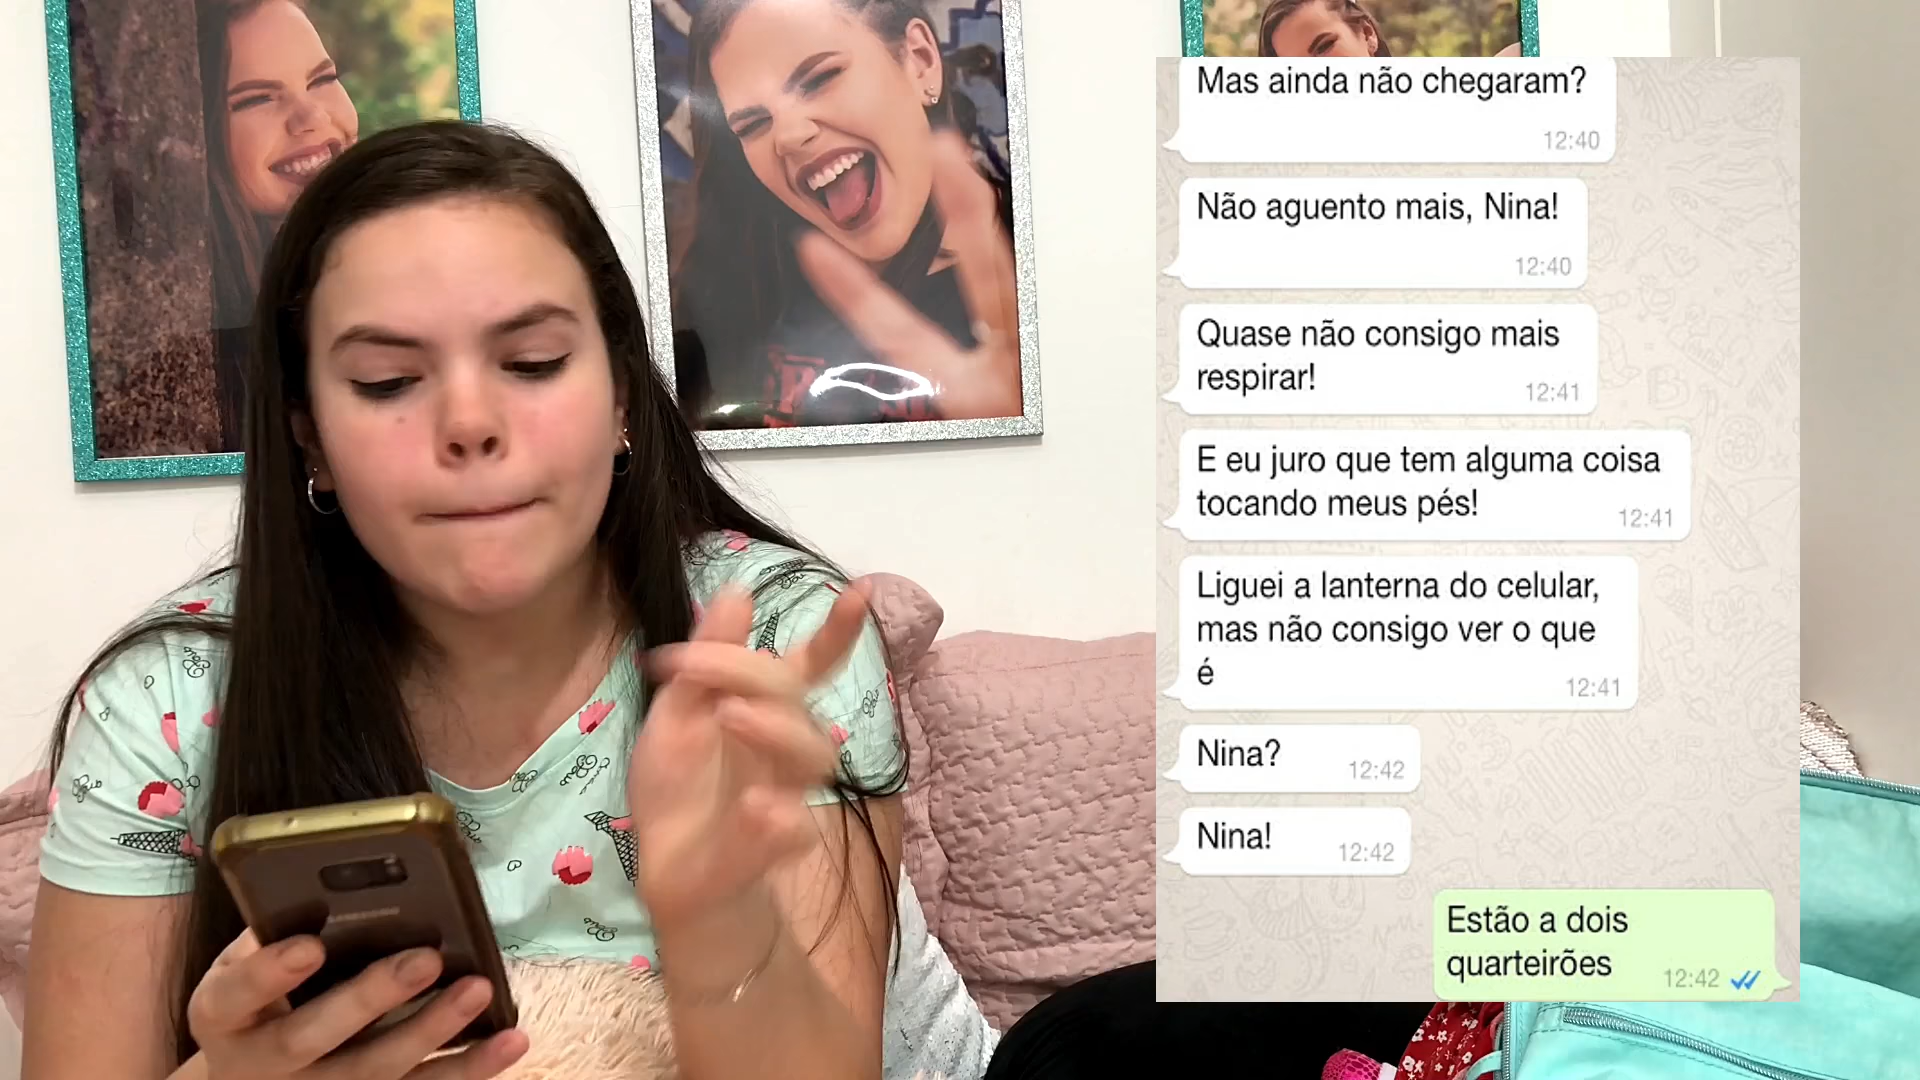 Mas ainda não chegaram?
12:40
Não aguento mais, Nina!
12:40
Quase não consigo mais
respirar!
12:41
E eu juro que tem alguma coisa
tocando meus pés!
12:41
Liguei a lanterna do celular,
mas não consigo ver o que
é
12:41
Nina?
12:42
Nina!
12:42
Estão a dois
quarteirões
12:42
SAMSUNG